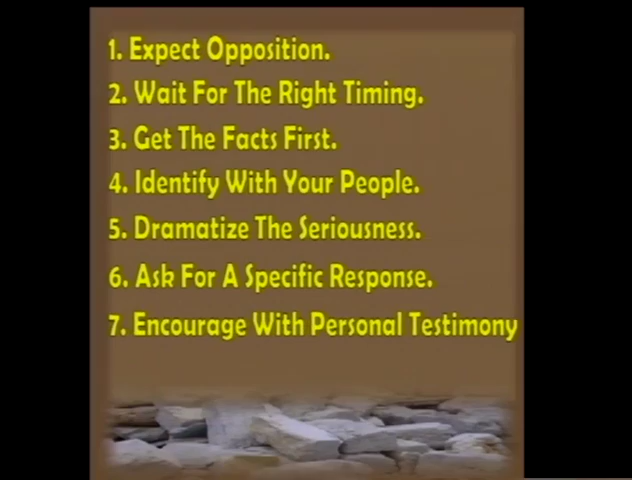 1. Expect Opposition.
2. Wait For The Right Timing.
3. Get The Facts First.
4. Identify With Your People.
5. Dramatize The Seriousness.
6. Ask For A Specific Response.
7. Encourage With Personal Testimony